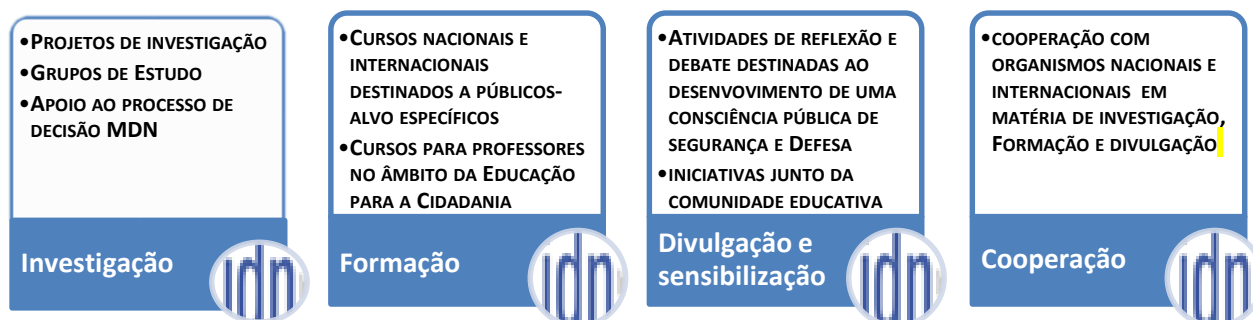 •PROJETOS DE INVESTIGAÇÃO
•GRUPOS DE ESTUDO
•APOIO AO PROCESSO DE
DECISÃO MDN
Investigação
idn
•CURSOS NACIONAIS E
INTERNACIONAIS
DESTINADOS A PÚBLICOS-
ALVO ESPECÍFICOS
•CURSOS PARA PROFESSORES
NO ÂMBITO DA EDUCAÇÃO
PARA A CIDADANIA
Formação
idn
•ATIVIDADES DE REFLEXÃO E
DEBATE DESTINADAS AO
DESENVOVIMENTO DE UMA
CONSCIÊNCIA PÚBLICA DE
SEGURANÇA E DEFESA
•INICIATIVAS JUNTO DA
COMUNIDADE EDUCATIVA
Divulgação e
sensibilização
idn
•COOPERAÇÃO COM
ORGANISMOS NACIONAIS E
INTERNACIONAIS EM
MATÉRIA DE INVESTIGAÇÃO,
FORMAÇÃO E DIVULGAÇÃO
Cooperação
idn